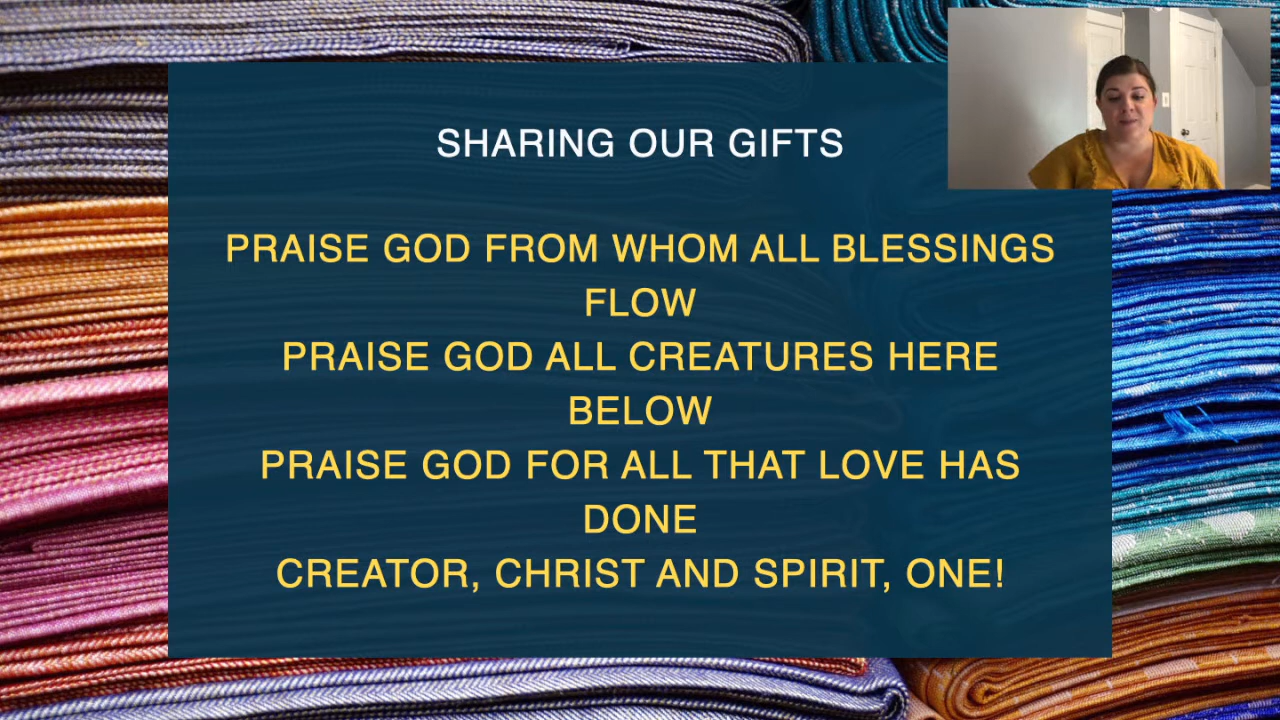 SHARING OUR GIFTS
PRAISE GOD FROM WHOM ALL BLESSINGS
FLOW
PRAISE GOD ALL CREATURES HERE
BELOW
PRAISE GOD FOR ALL THAT LOVE HAS
DONE
CREATOR, CHRIST AND SPIRIT, ONE!